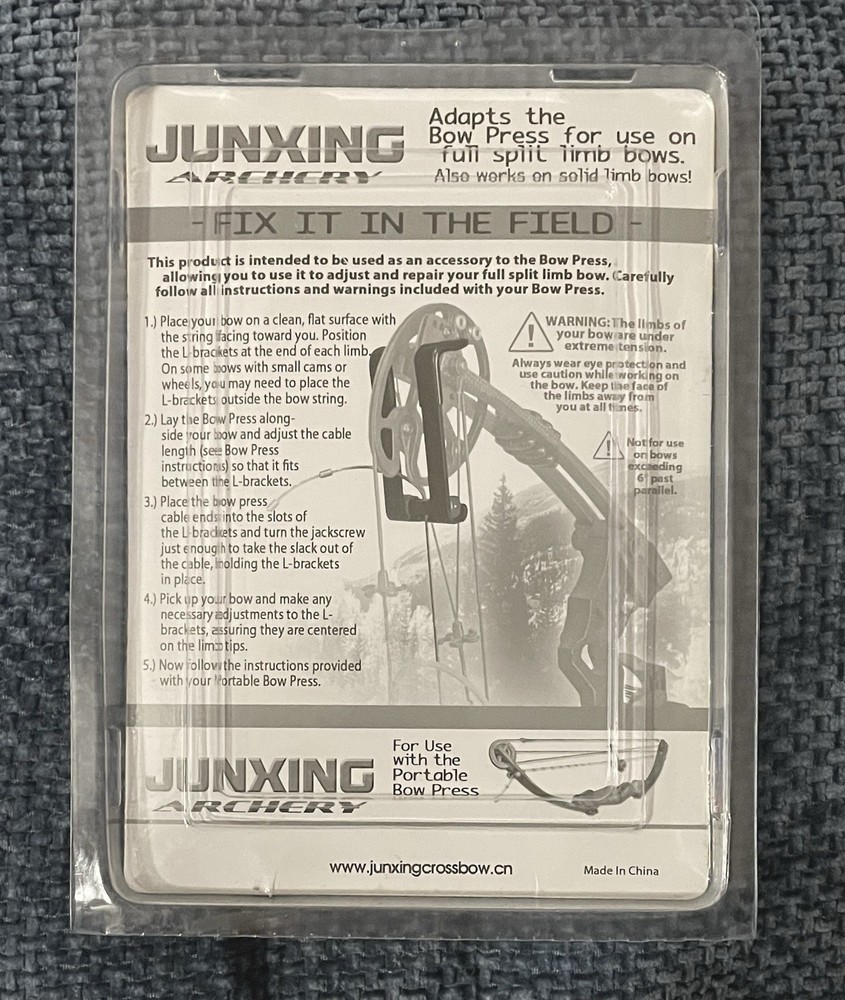 JUNXING
ARCHERY
Adapts the
Bow Press for use on
full split limb bows.
Also works on solid limb bows!
- FIX IT IN THE FIELD -
This product is intended to be used as an accessory to the Bow Press,
allowing you to use it to adjust and repair your full split limb bow. Carefully
follow all instructions and warnings included with your Bow Press.
1.) Place your bow on a clean, flat surface with
the string facing toward you. Position
the L-brackets at the end of each limb.
On some bows with small cams or
wheels, you may need to place the
L-brackets outside the bow string.
2.) Lay the Bow Press along-
side your bow and adjust the cable
length (see Bow Press
instructions) so that it fits
between the L-brackets.
3.) Place the bow press
cable ends into the slots of
the L-brackets and turn the jackscrew
just enough to take the slack out of
the cable, holding the L-brackets
in place.
4.) Pick up your bow and make any
necessary adjustments to the L-
brackets, assuring they are centered
on the limb tips.
5.) Now follow the instructions provided
with your Portable Bow Press.
WARNING: The limbs of
your bow are under
extreme tension.
Always wear eye protection and
use caution while working on
the bow. Keep the face of
the limbs away from
you at all times.
Not for use
on bows
exceeding
6° past
parallel.
JUNXING
ARCHERY
For Use
with the
Portable
Bow Press
www.junxingcrossbow.cn
Made In China